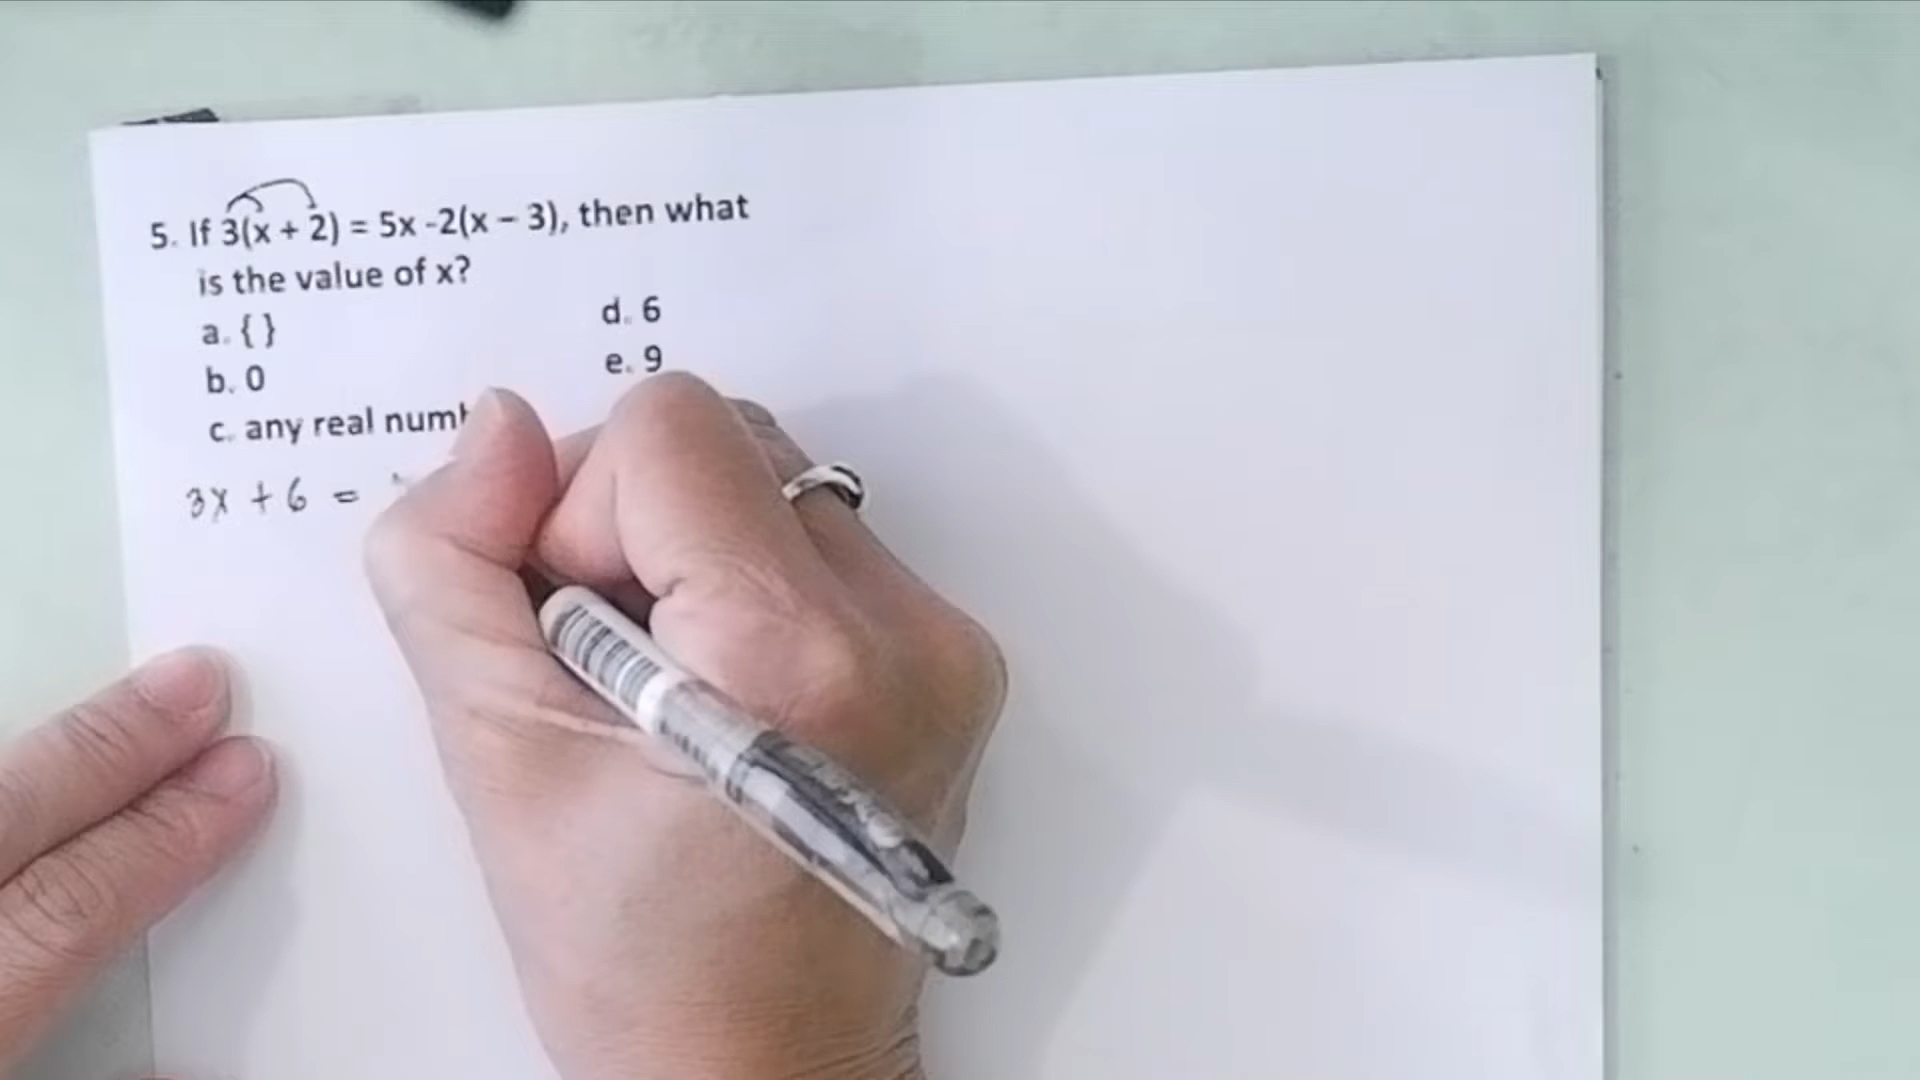 5. If 3(x + 2) = 5x -2(x – 3), then what
is the value of x?
a. { }
b. 0
c. any real
d. 6
e. 9
3x + 6 =